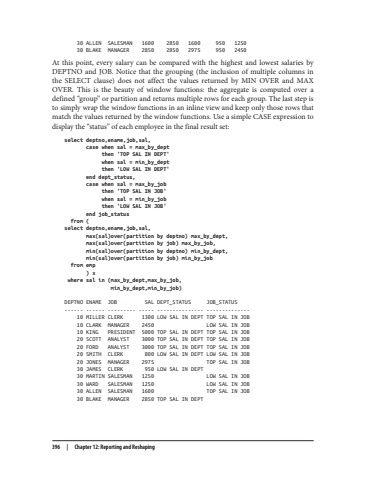 30 ALLEN SALESMAN 1600 2850 1600 950 1250
30 BLAKE MANAGER 2850 2850 2975 950 2450
At this point, every salary can be compared with the highest and lowest salaries by
DEPTNO and JOB. Notice that the grouping (the inclusion of multiple columns in
the SELECT clause) does not affect the values returned by MIN OVER and MAX
OVER. This is the beauty of window functions: the aggregate is computed over a
defined "group" or partition and returns multiple rows for each group. The last step is
to simply wrap the window functions in an inline view and keep only those rows that
match the values returned by the window functions. Use a simple CASE expression to
display the "status" of each employee in the final result set:
select deptno,ename,job,sal,
case when sal = max_by_dept
then 'TOP SAL IN DEPT'
when sal = min_by_dept
then 'LOW SAL IN DEPT'
end dept_status,
case when sal = max_by_job
then 'TOP SAL IN JOB'
when sal = min_by_job
then 'LOW SAL IN JOB'
end job_status
from (
select deptno,ename,job,sal,
max(sal)over(partition by deptno) max_by_dept,
max(sal)over(partition by job) max_by_job,
min(sal)over(partition by deptno) min_by_dept,
min(sal)over(partition by job) min_by_job
from emp
) x
where sal in (max_by_dept,max_by_job,
min_by_dept,min_by_job)
DEPTNO ENAME JOB SAL DEPT_STATUS JOB_STATUS
------ ------ --------- ----- --------------- --------------
10 MILLER CLERK 1300 LOW SAL IN DEPT TOP SAL IN JOB
10 CLARK MANAGER 2450 LOW SAL IN JOB
10 KING PRESIDENT 5000 TOP SAL IN DEPT TOP SAL IN JOB
20 SCOTT ANALYST 3000 TOP SAL IN DEPT TOP SAL IN JOB
20 FORD ANALYST 3000 TOP SAL IN DEPT TOP SAL IN JOB
20 SMITH CLERK 800 LOW SAL IN DEPT LOW SAL IN JOB
20 JONES MANAGER 2975 TOP SAL IN JOB
30 JAMES CLERK 950 LOW SAL IN DEPT
30 MARTIN SALESMAN 1250 LOW SAL IN JOB
30 WARD SALESMAN 1250 LOW SAL IN JOB
30 ALLEN SALESMAN 1600 TOP SAL IN JOB
30 BLAKE MANAGER 2850 TOP SAL IN DEPT
396 | Chapter 12: Reporting and Reshaping